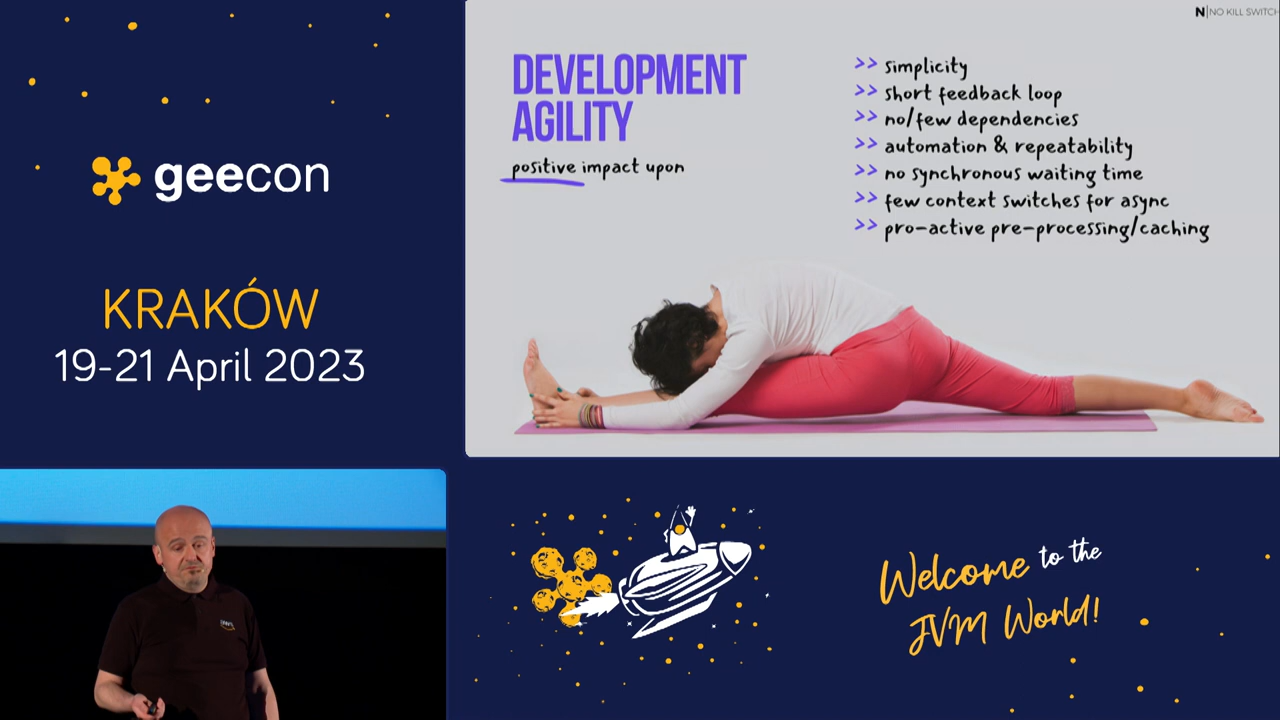 geecon
KRAKÓW
19-21 April 2023
N|NO KILL SWITCH
DEVELOPMENT
AGILITY
positive impact upon
>> simplicity
>> short feedback loop
>> no/few dependencies
>> automation & repeatability
>> no synchronous waiting time
>> few context switches for async
>> pro-active pre-processing/caching
Welcome to the
JVM World!